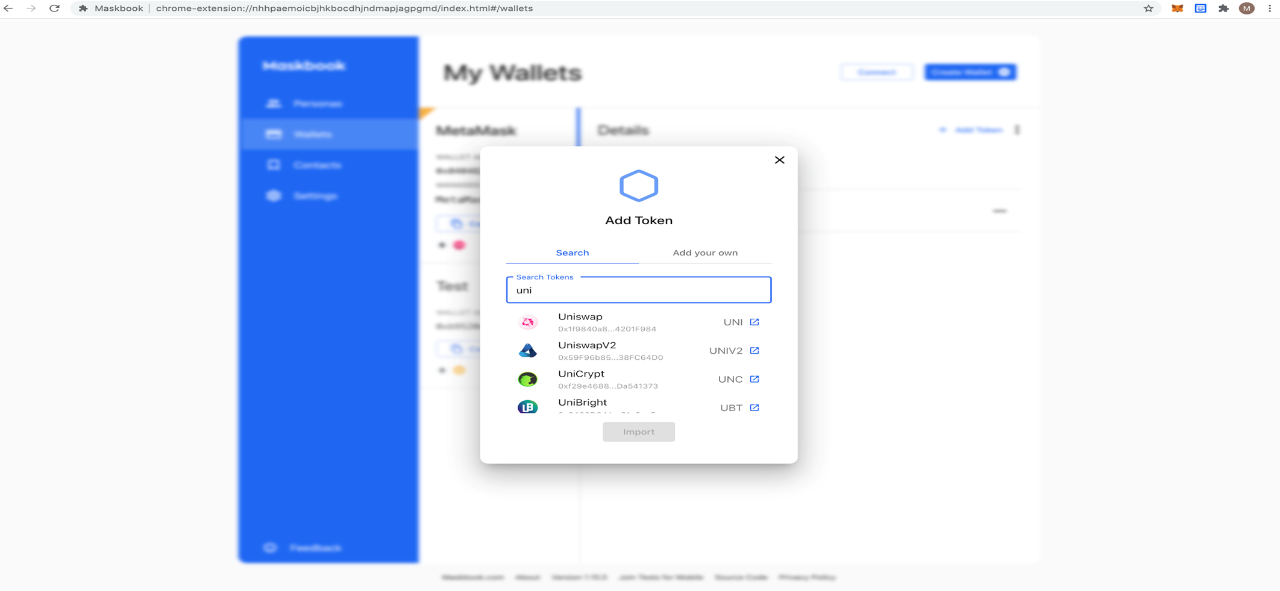 Maskbook | chrome-extension://nhhpaemoicbjhkbocdhjndmapjagpgmd/index.html#/wallets
M
Maskbook
My Wallets
Connect
Create Wallet
Personas
Wallets
Contacts
Settings
Feedback
MetaMask
Details
Add Token
Test
Add Token
Search
Add your own
Search Tokens
uni
Uniswap
0x1f9840a8...4201F984
UNI
UniswapV2
0x59F96b85...38FC64D0
UNIV2
UniCrypt
0xf29e4688...Da541373
UNC
UniBright
UBT
Import
Maskbook.com About Version 1.15.0 Join Tests for Mobile Source Code Privacy Policy